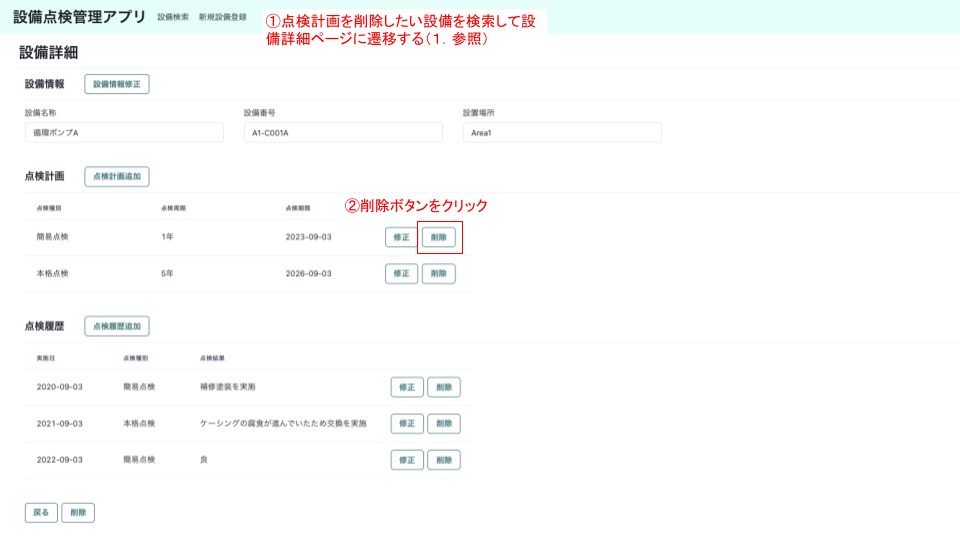 設備点検管理アプリ 設備検索 新規設備登録
①点検計画を削除したい設備を検索して設
備詳細ページに遷移する（１．参照）
設備詳細
設備情報 設備情報修正
設備名称 設備番号 設置場所
循環ポンプA A1-C001A Area1
点検計画 点検計画追加
②削除ボタンをクリック
点検種別 点検周期 点検期限
簡易点検 1年 2023-09-03 修正 削除
本格点検 5年 2026-09-03 修正 削除
点検履歴 点検履歴追加
実施日 点検種別 点検結果
2020-09-03 簡易点検 補修塗装を実施 修正 削除
2021-09-03 本格点検 ケーシングの腐食が進んでいたため交換を実施 修正 削除
2022-09-03 簡易点検 良 修正 削除
戻る 削除